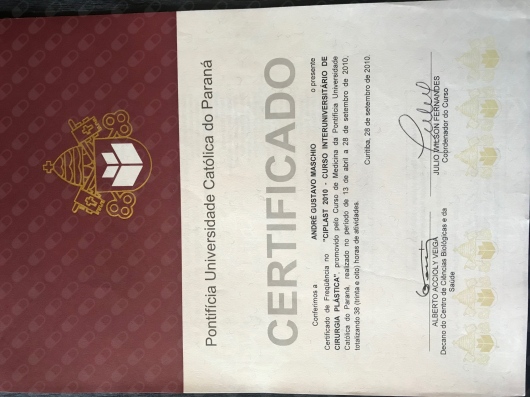 Pontifícia Universidade Católica do Paraná
CERTIFICADO
Conferimos a ANDRÉ GUSTAVO MASCHIO o presente
Certificado de Freqüência no "CIPLAST 2010 - CURSO INTERUNIVERSITÁRIO DE
CIRURGIA PLÁSTICA", promovido pelo Curso de Medicina da Pontifícia Universidade
Católica do Paraná, realizado no período de 13 de abril a 28 de setembro de 2010,
totalizando 38 (trinta e oito) horas de atividades.
Curitiba, 28 de setembro de 2010.
ALBERTO ACCIOLY VEIGA
Decano do Centro de Ciências Biológicas e da
Saúde
JULIO WILSON FERNANDES
Coordenador do Curso